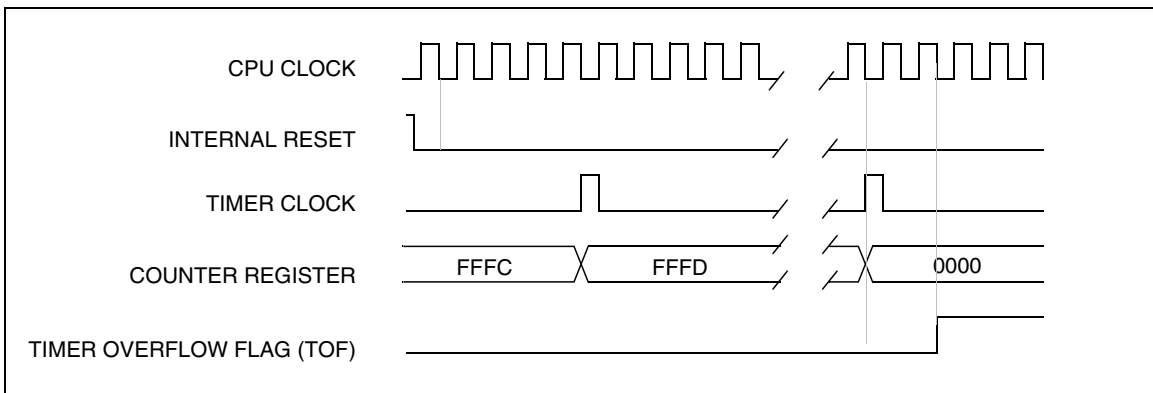 CPU CLOCK
INTERNAL RESET
TIMER CLOCK
COUNTER REGISTER
FFFC
FFFD
0000
TIMER OVERFLOW FLAG (TOF)